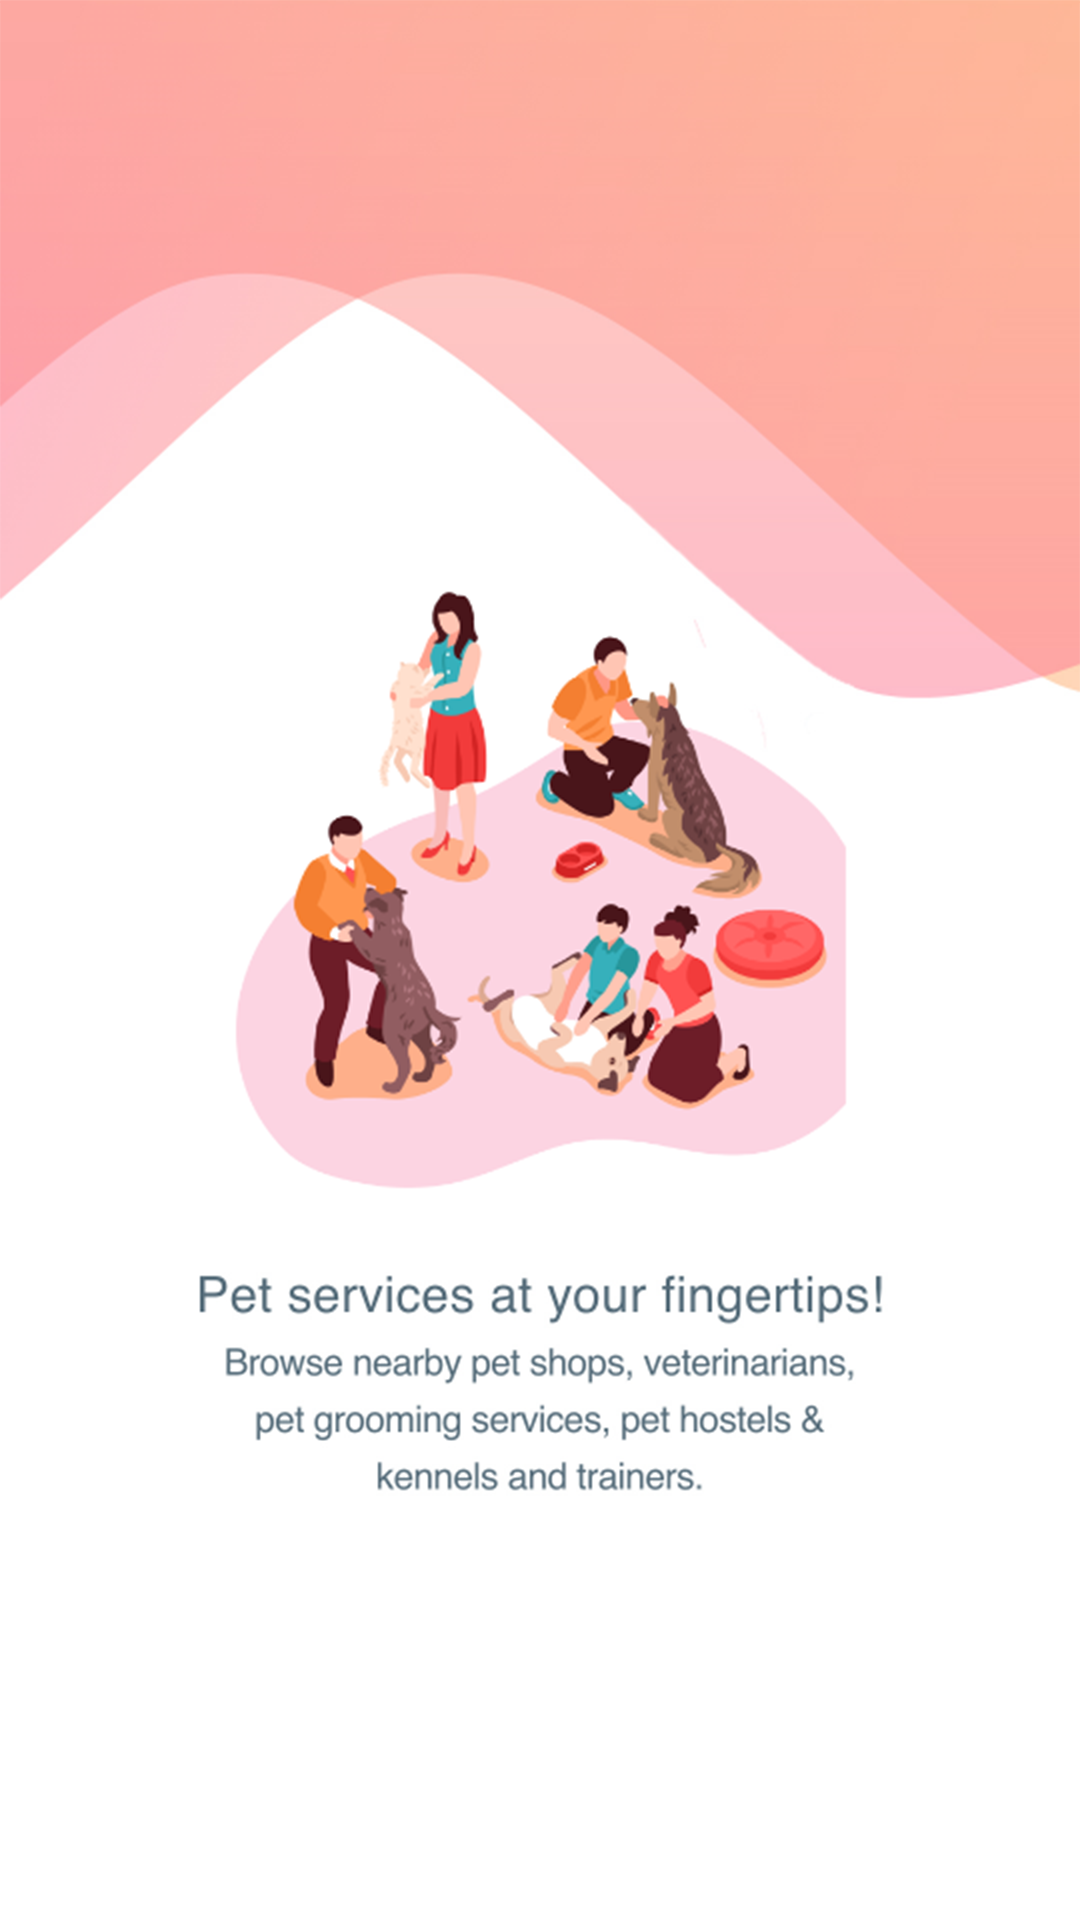 Pet services at your fingertips!
Browse nearby pet shops, veterinarians,
pet grooming services, pet hostels &
kennels and trainers.